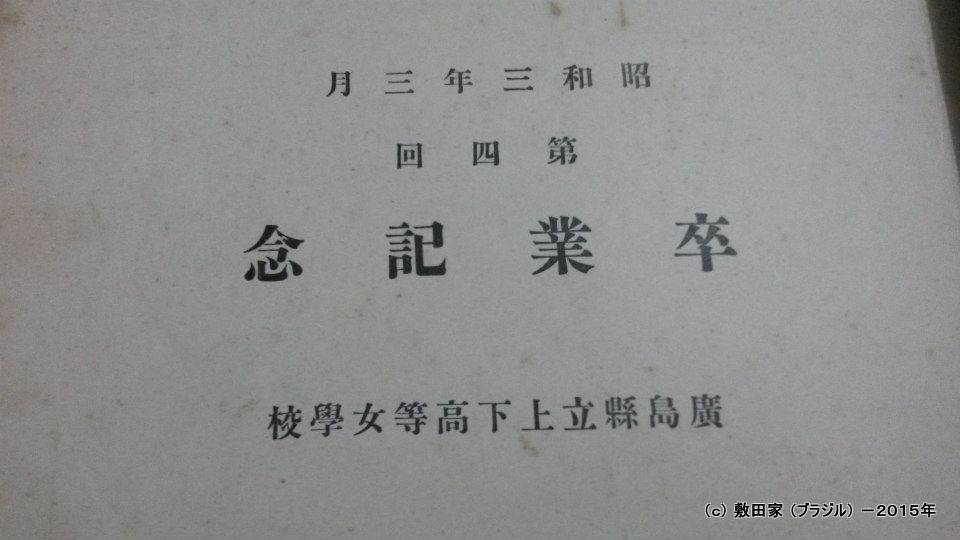 昭和三年三月
第四回
卒業記念
廣島縣立上下高等女學校
(c) 敷田家 (ブラジル) －2015年